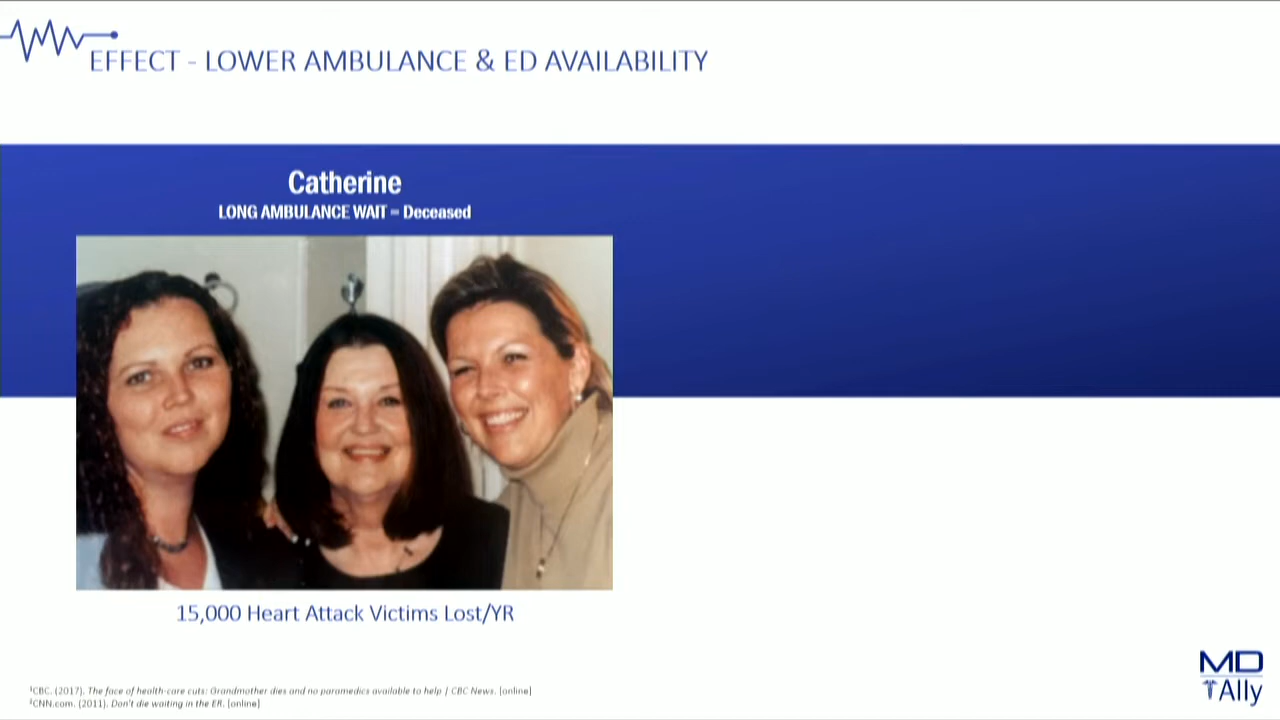 EFFECT - LOWER AMBULANCE & ED AVAILABILITY
Catherine
LONG AMBULANCE WAIT – Deceased
15,000 Heart Attack Victims Lost/YR
¹CBC. (2017). The face of health-care cuts: Grandmother dies and no paramedics available to help | CBC News. [online]
²CNN.com. (2011). Don't die waiting in the ER. [online]
MD
Ally